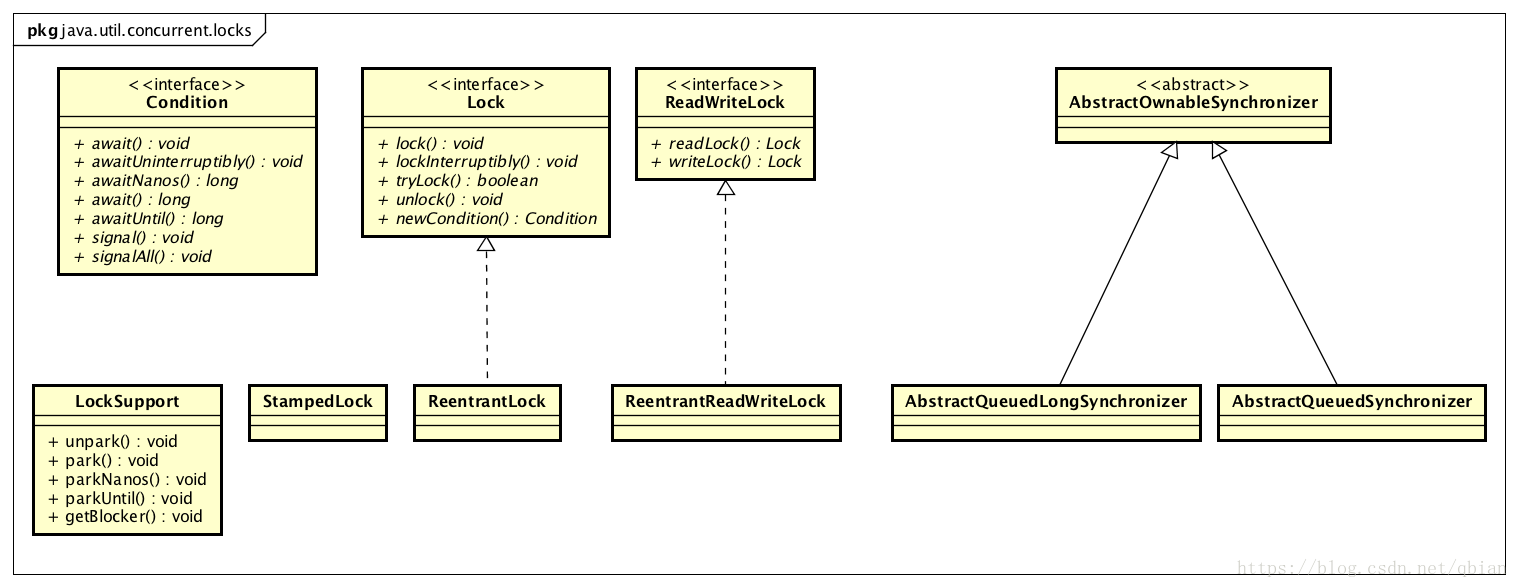 pkg java.util.concurrent.locks
<<interface>>
Condition
+ await() : void
+ awaitUninterruptibly() : void
+ awaitNanos() : long
+ await() : long
+ awaitUntil() : long
+ signal() : void
+ signalAll() : void
<<interface>>
Lock
+ lock() : void
+ lockInterruptibly() : void
+ tryLock() : boolean
+ unlock() : void
+ newCondition() : Condition
<<interface>>
ReadWriteLock
+ readLock() : Lock
+ writeLock() : Lock
<<abstract>>
AbstractOwnableSynchronizer
LockSupport
+ unpark() : void
+ park() : void
+ parkNanos() : void
+ parkUntil() : void
+ getBlocker() : void
StampedLock
ReentrantLock
ReentrantReadWriteLock
AbstractQueuedLongSynchronizer
AbstractQueuedSynchronizer
https://blog.csdn.net/qbian